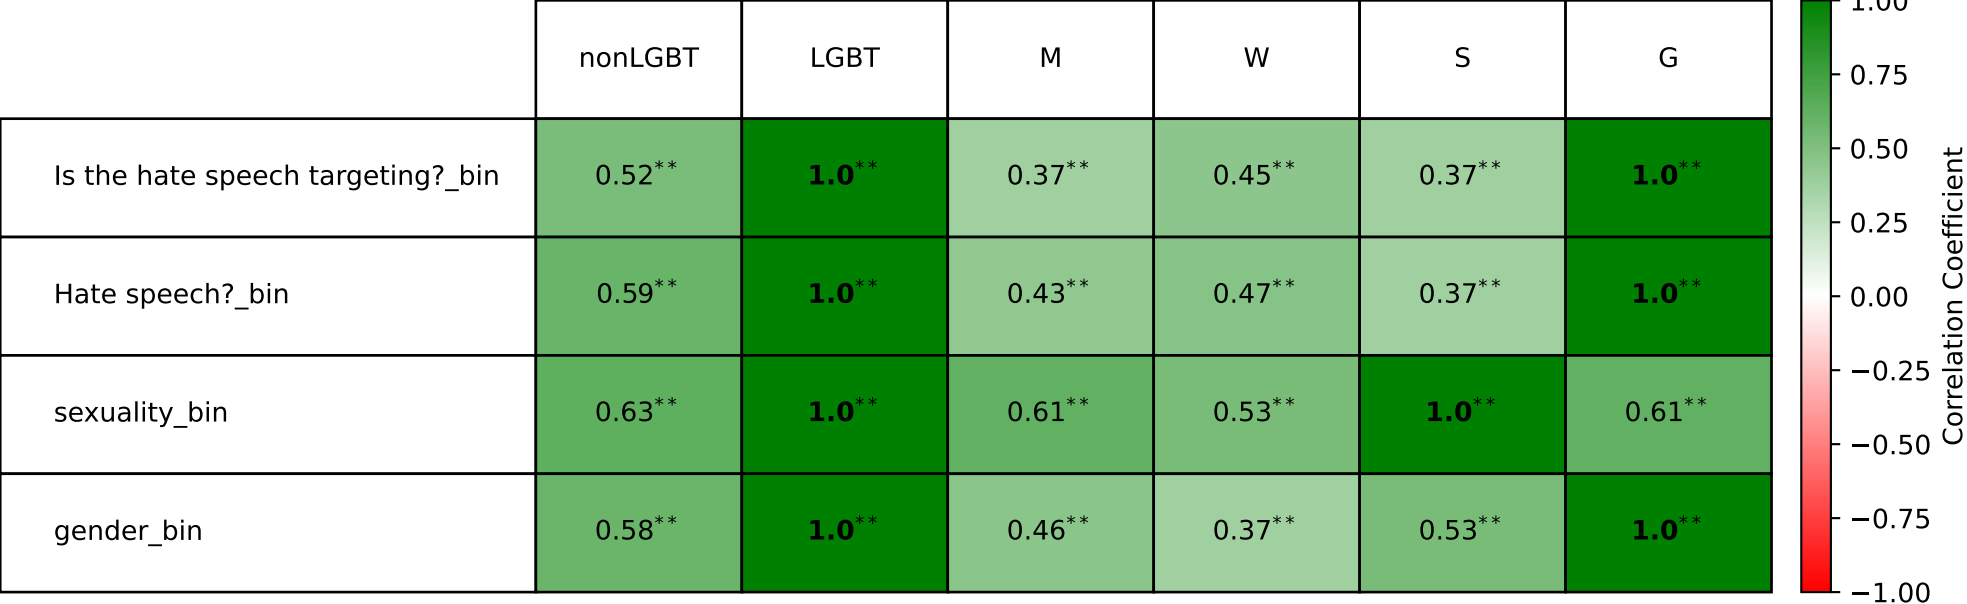 nonLGBT LGBT M W S G
Is the hate speech targeting?_bin 0.52** 1.0** 0.37** 0.45** 0.37** 1.0**
Hate speech?_bin 0.59** 1.0** 0.43** 0.47** 0.37** 1.0**
sexuality_bin 0.63** 1.0** 0.61** 0.53** 1.0** 0.61**
gender_bin 0.58** 1.0** 0.46** 0.37** 0.53** 1.0**
1.00
0.75
0.50
0.25
0.00
−0.25
−0.50
−0.75
−1.00
Correlation Coefficient